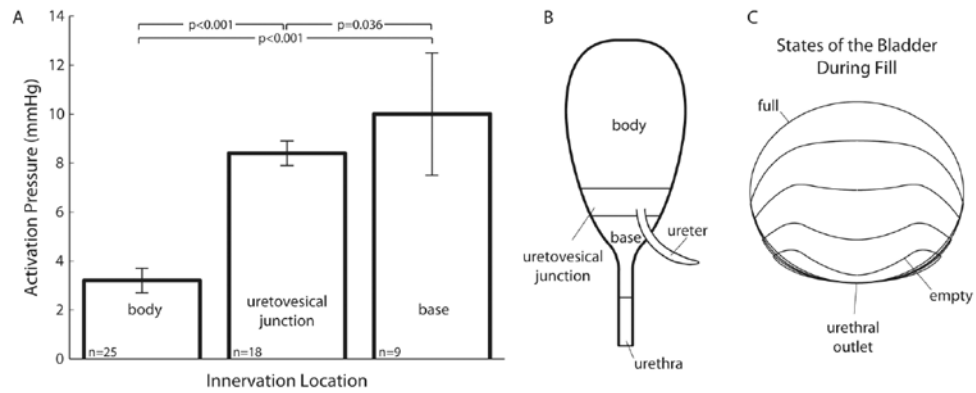 A
p<0.001
p=0.036
p<0.001
14
12
10
8
6
4
2
0
Activation Pressure (mmHg)
body
uretovesical
junction
base
n=25
n=18
n=9
Innervation Location
B
body
base
uretovesical
junction
ureter
urethra
C
States of the Bladder
During Fill
full
empty
urethral
outlet